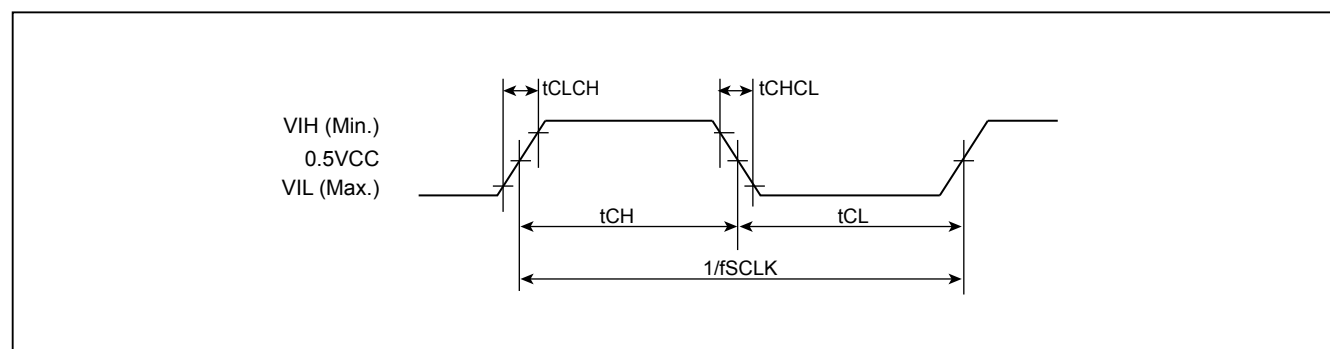 tCLCH
tCHCL
VIH (Min.)
0.5VCC
VIL (Max.)
tCH
tCL
1/fSCLK